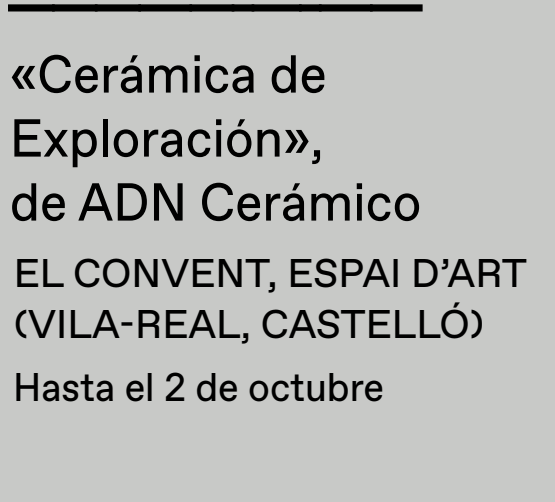 «Cerámica de
Exploración»,
de ADN Cerámico
EL CONVENT, ESPAI D’ART
(VILA-REAL, CASTELLÓ)
Hasta el 2 de octubre